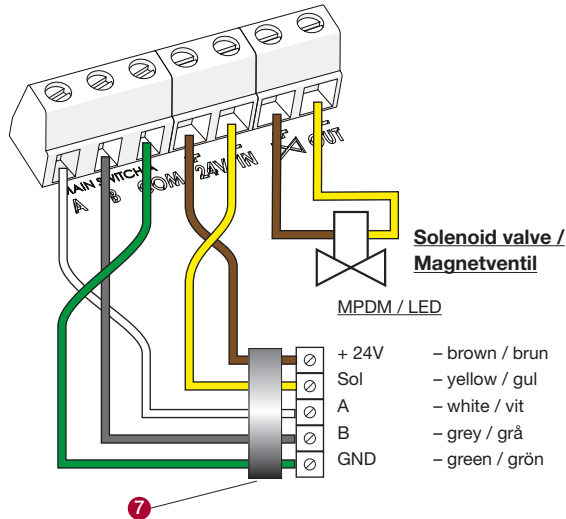 MAIN SWITCH
A B COM 24V IN OUT
Solenoid valve /
Magnetventil
MPDM / LED
+ 24V – brown / brun
Sol – yellow / gul
A – white / vit
B – grey / grå
GND – green / grön
7